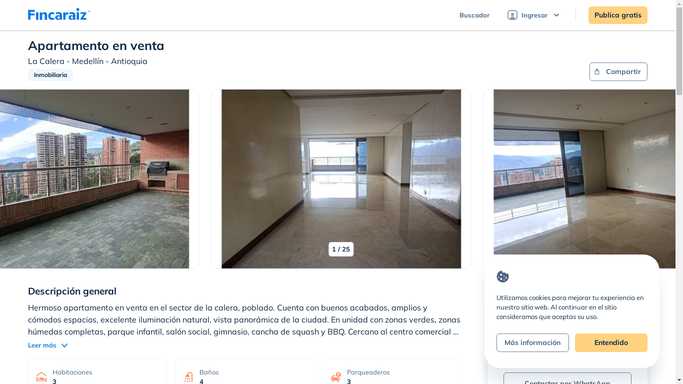 Fincaraiz
Buscador
Ingresar
Publica gratis
Apartamento en venta
La Calera - Medellín - Antioquia
Inmobiliaria
Compartir
1 / 25
Descripción general
Hermoso apartamento en venta en el sector de la calera, poblado. Cuenta con buenos acabados, amplios y
cómodos espacios, excelente iluminación natural, vista panorámica de la ciudad. En unidad con zonas verdes, zonas
húmedas completas, parque infantil, salón social, gimnasio, cancha de squash y BBQ. Cercano al centro comercial ...
Leer más
Habitaciones
3
Baños
4
Parqueaderos
3
Utilizamos cookies para mejorar tu experiencia en
nuestro sitio web. Al continuar en el sitio
consideramos que aceptas su uso.
Más información
Entendido
Contactar por WhatsApp